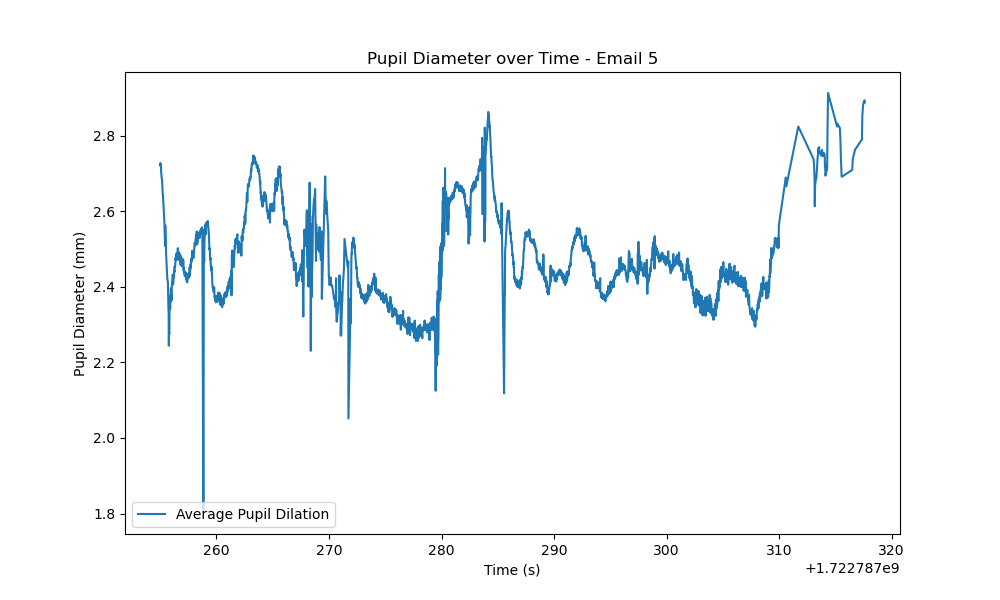 Pupil Diameter over Time - Email 5
Pupil Diameter (mm)
2.8
2.6
2.4
2.2
2.0
1.8
Average Pupil Dilation
260 270 280 290 300 310 320
Time (s)
+1.722787e9